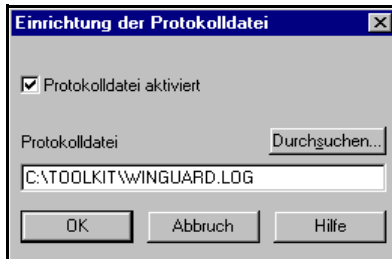 Einrichtung der Protokolldatei
Protokolldatei aktiviert
Protokolldatei
Durchsuchen...
C:\TOOLKIT\WINGUARD.LOG
OK
Abbruch
Hilfe